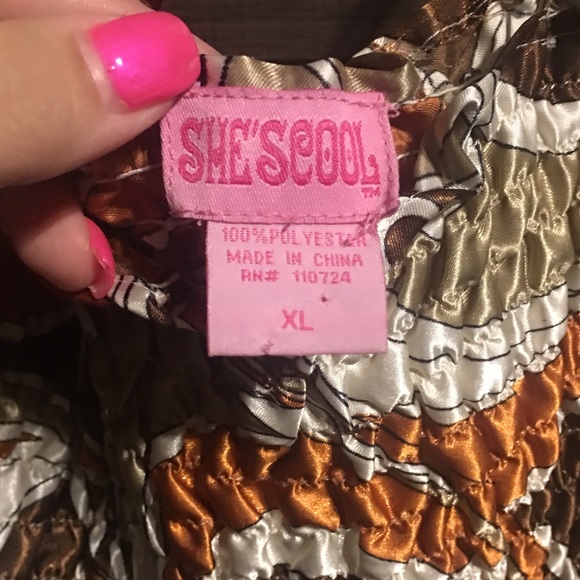 SHE'SCOOL
TM
100%POLYESTER
MADE IN CHINA
RN# 110724
XL